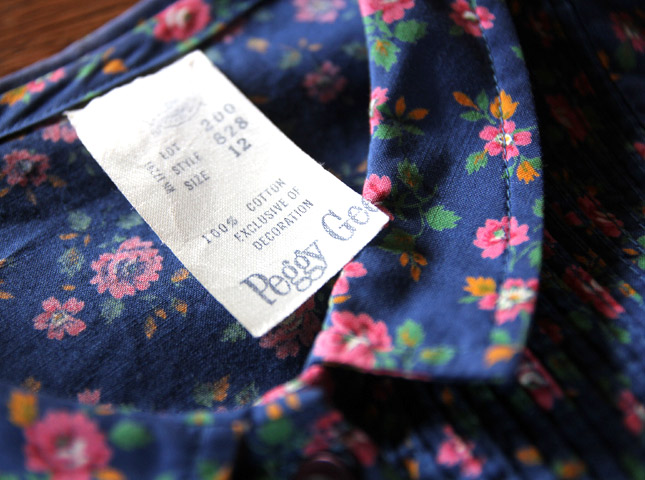 LOT 200
STYLE 628
SIZE 12
100% COTTON
EXCLUSIVE OF
DECORATION
Peggy